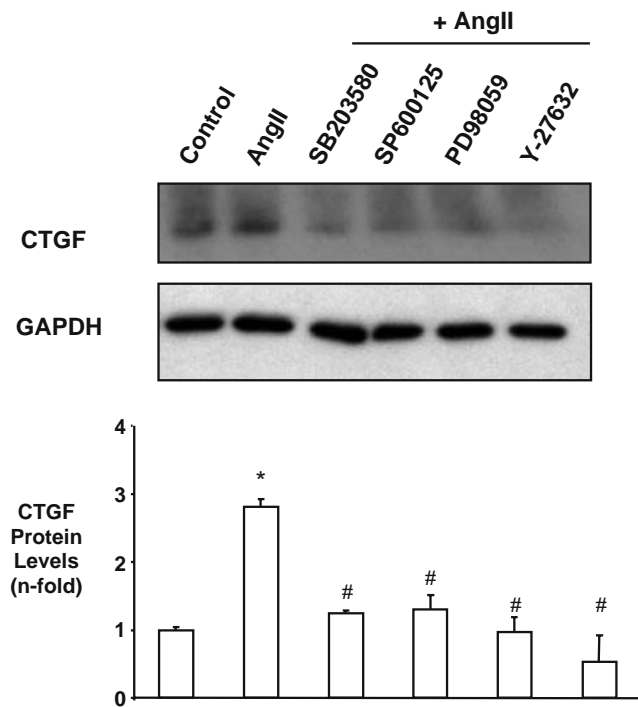 + AngII
Control
AngII
SB203580
SP600125
PD98059
Y-27632
CTGF
GAPDH
4
3
2
1
0
CTGF
Protein
Levels
(n-fold)
*
#
#
#
#